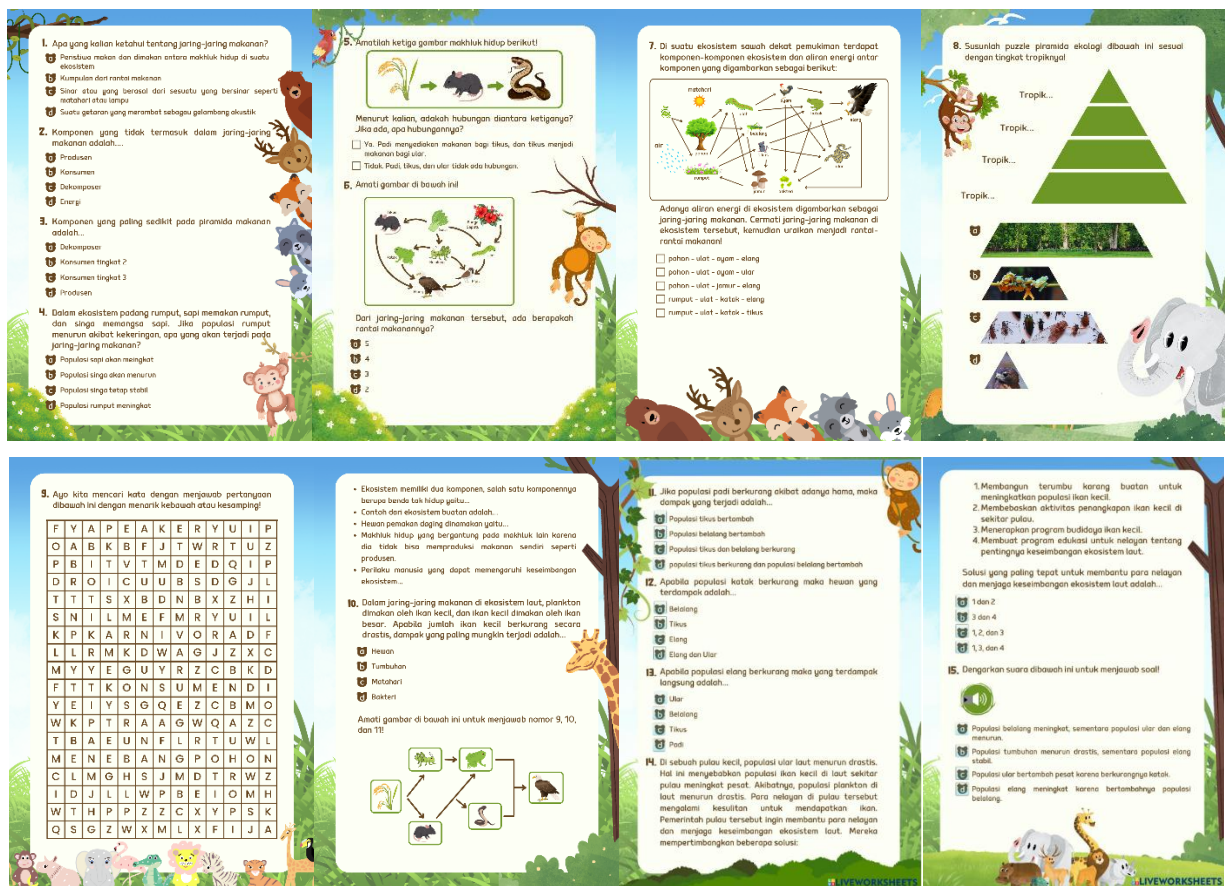 1. Apa yang kalian ketahui tentang jaring-jaring makanan?
a Peristiwa makan dan dimakan antara makhluk hidup di suatu
ekosistem
b Kumpulan dari rantai makanan
c Sinar atau yang berasal dari sesuatu yang bersinar seperti
matahari atau lampu
d Suatu getaran yang merambat sebagau gelombang akustik
2. Komponen yang tidak termasuk dalam jaring-jaring
makanan adalah....
a Produsen
b Konsumen
c Dekomposer
d Energi
3. Komponen yang paling sedikit pada piramida makanan
adalah...
a Dekomposer
b Konsumen tingkat 2
c Konsumen tingkat 3
d Produsen
4. Dalam ekosistem padang rumput, sapi memakan rumput,
dan singa memangsa sapi. Jika populasi rumput
menurun akibat kekeringan, apa yang akan terjadi pada
jaring-jaring makanan?
a Populasi sapi akan meingkat
b Populasi singa akan menurun
c Populasi singa tetap stabil
d Populasi rumput meningkat
5. Amatilah ketiga gambar makhluk hidup berikut!
Menurut kalian, adakah hubungan diantara ketiganya?
Jika ada, apa hubungannya?
Ya. Padi menyediakan makanan bagi tikus, dan tikus menjadi
makanan bagi ular.
Tidak. Padi, tikus, dan ular tidak ada hubungan.
6. Amati gambar di bawah ini!
Dari jaring-jaring makanan tersebut, ada berapakah
rantai makanannya?
a 5
b 4
c 3
d 2
7. Di suatu ekosistem sawah dekat pemukiman terdapat
komponen-komponen ekosistem dan aliran energi antar
komponen yang digambarkan sebagai berikut:
matahari
ayam
ulat
elang
air
ular
rumput
jamur
bakteri
Adanya aliran energi di ekosistem digambarkan sebagai
jaring-jaring makanan. Cermati jaring-jaring makanan di
ekosistem tersebut, kemudian uraikan menjadi rantai-
rantai makanan!
pohon - ulat - ayam - elang
pohon - ulat - ayam - ular
pohon - ulat - jamur - elang
rumput - ulat - katak - elang
rumput - ulat - katak - tikus
8. Susunlah puzzle piramida ekologi dibawah ini sesuai
dengan tingkat tropiknya!
Tropik...
Tropik...
Tropik...
Tropik...
a
b
c
d
9. Ayo kita mencari kata dengan menjawab pertanyaan
dibawah ini dengan menarik kebawah atau kesamping!
F Y A P E A K E R Y U I P
O A B K B F J T W R T U Z
P B I T V T M D E D Q I P
D R O I C U U B S D G J L
T T T S X B D N B X Z H I
S N I L M E F M R Y U I L
K P K A R N I V O R A D F
L L R M K D W A G J Z X C
M Y Y E G U Y R Z C B K D
F T T K O N S U M E N D I
Y E I Y S G Q E Z C B M O
W K P T R A A G W Q A Z C
T B A E U N F L R T U W L
M E N E B A N G P O H O N
C L M G H S J M D T R W Z
I D J L L W P B E I O M H
W T H P P Z Z C X Y P S K
Q S G Z W X M L X F I J A
• Ekosistem memiliki dua komponen, salah satu komponennya
berupa benda tak hidup yaitu...
• Contoh dari ekosistem buatan adalah...
• Hewan pemakan daging dinamakan yaitu...
• Makhluk hidup yang bergantung pada makhluk lain karena
dia tidak bisa memproduksi makanan sendiri seperti
produsen.
• Perilaku manusia yang dapat memengaruhi keseimbangan
ekosistem...
10. Dalam jaring-jaring makanan di ekosistem laut, plankton
dimakan oleh ikan kecil, dan ikan kecil dimakan oleh ikan
besar. Apabila jumlah ikan kecil berkurang secara
drastis, dampak yang paling mungkin terjadi adalah...
a Hewan
b Tumbuhan
c Matahari
d Bakteri
Amati gambar di bawah ini untuk menjawab nomor 9, 10,
dan 11!
11. Jika populasi padi berkurang akibat adanya hama, maka
dampak yang terjadi adalah...
a Populasi tikus bertambah
b Populasi belalang bertambah
c Populasi tikus dan belalang berkurang
d populasi tikus berkurang dan populasi belalang bertambah
12. Apabila populasi katak berkurang maka hewan yang
terdampak adalah...
a Belalang
b Tikus
c Elang
d Elang dan Ular
13. Apabila populasi elang berkurang maka yang terdampak
langsung adalah...
a Ular
b Belalang
c Tikus
d Padi
14. Di sebuah pulau kecil, populasi ular laut menurun drastis.
Hal ini menyebabkan populasi ikan kecil di laut sekitar
pulau meningkat pesat. Akibatnya, populasi plankton di
laut menurun drastis. Para nelayan di pulau tersebut
mengalami kesulitan untuk mendapatkan ikan.
Pemerintah pulau tersebut ingin membantu para nelayan
dan menjaga keseimbangan ekosistem laut. Mereka
mempertimbangkan beberapa solusi:
LIVEWORKSHEETS
1. Membangun terumbu karang buatan untuk
meningkatkan populasi ikan kecil.
2. Membebaskan aktivitas penangkapan ikan kecil di
sekitar pulau.
3. Menerapkan program budidaya ikan kecil.
4. Membuat program edukasi untuk nelayan tentang
pentingnya keseimbangan ekosistem laut.
Solusi yang paling tepat untuk membantu para nelayan
dan menjaga keseimbangan ekosistem laut adalah...
a 1 dan 2
b 3 dan 4
c 1, 2, dan 3
d 1, 3, dan 4
15. Dengarkan suara dibawah ini untuk menjawab soal!
a Populasi belalang meningkat, sementara populasi ular dan elang
menurun.
b Populasi tumbuhan menurun drastis, sementara populasi elang
stabil.
c Populasi ular bertambah pesat karena berkurangnya katak.
d Populasi elang meningkat karena bertambahnya populasi
belalang.
LIVEWORKSHEETS